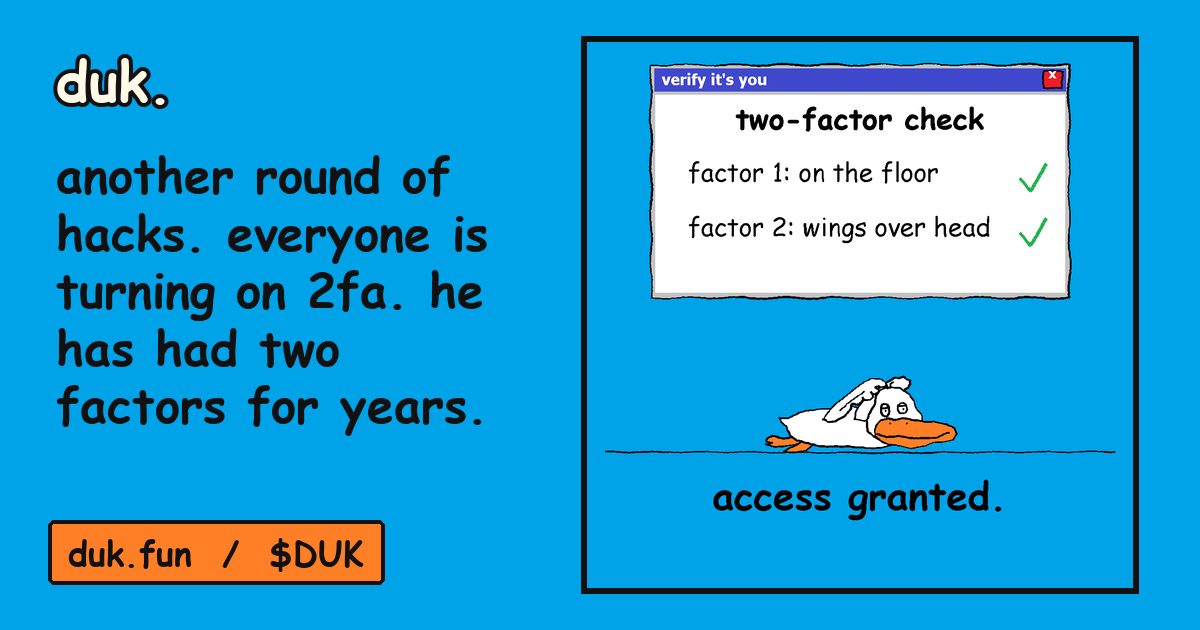 duk.
another round of
hacks. everyone is
turning on 2fa. he
has had two
factors for years.
duk.fun / $DUK
verify it's you
x
two-factor check
factor 1: on the floor
factor 2: wings over head
access granted.